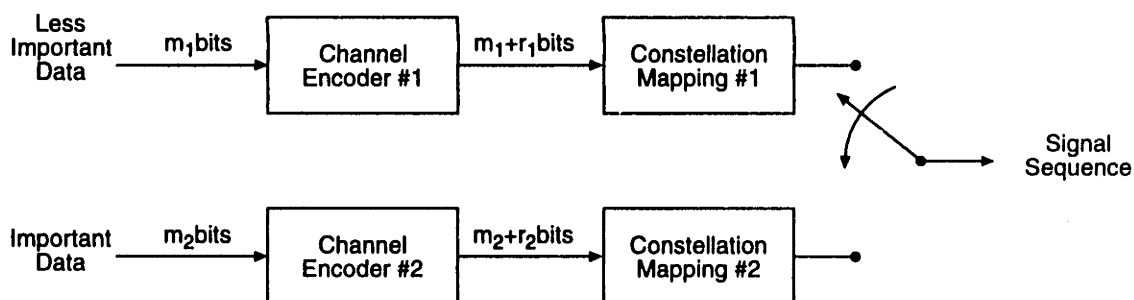 Less
Important
Data
m₁bits
Channel
Encoder #1
m₁+r₁bits
Constellation
Mapping #1
Signal
Sequence
Important
Data
m₂bits
Channel
Encoder #2
m₂+r₂bits
Constellation
Mapping #2